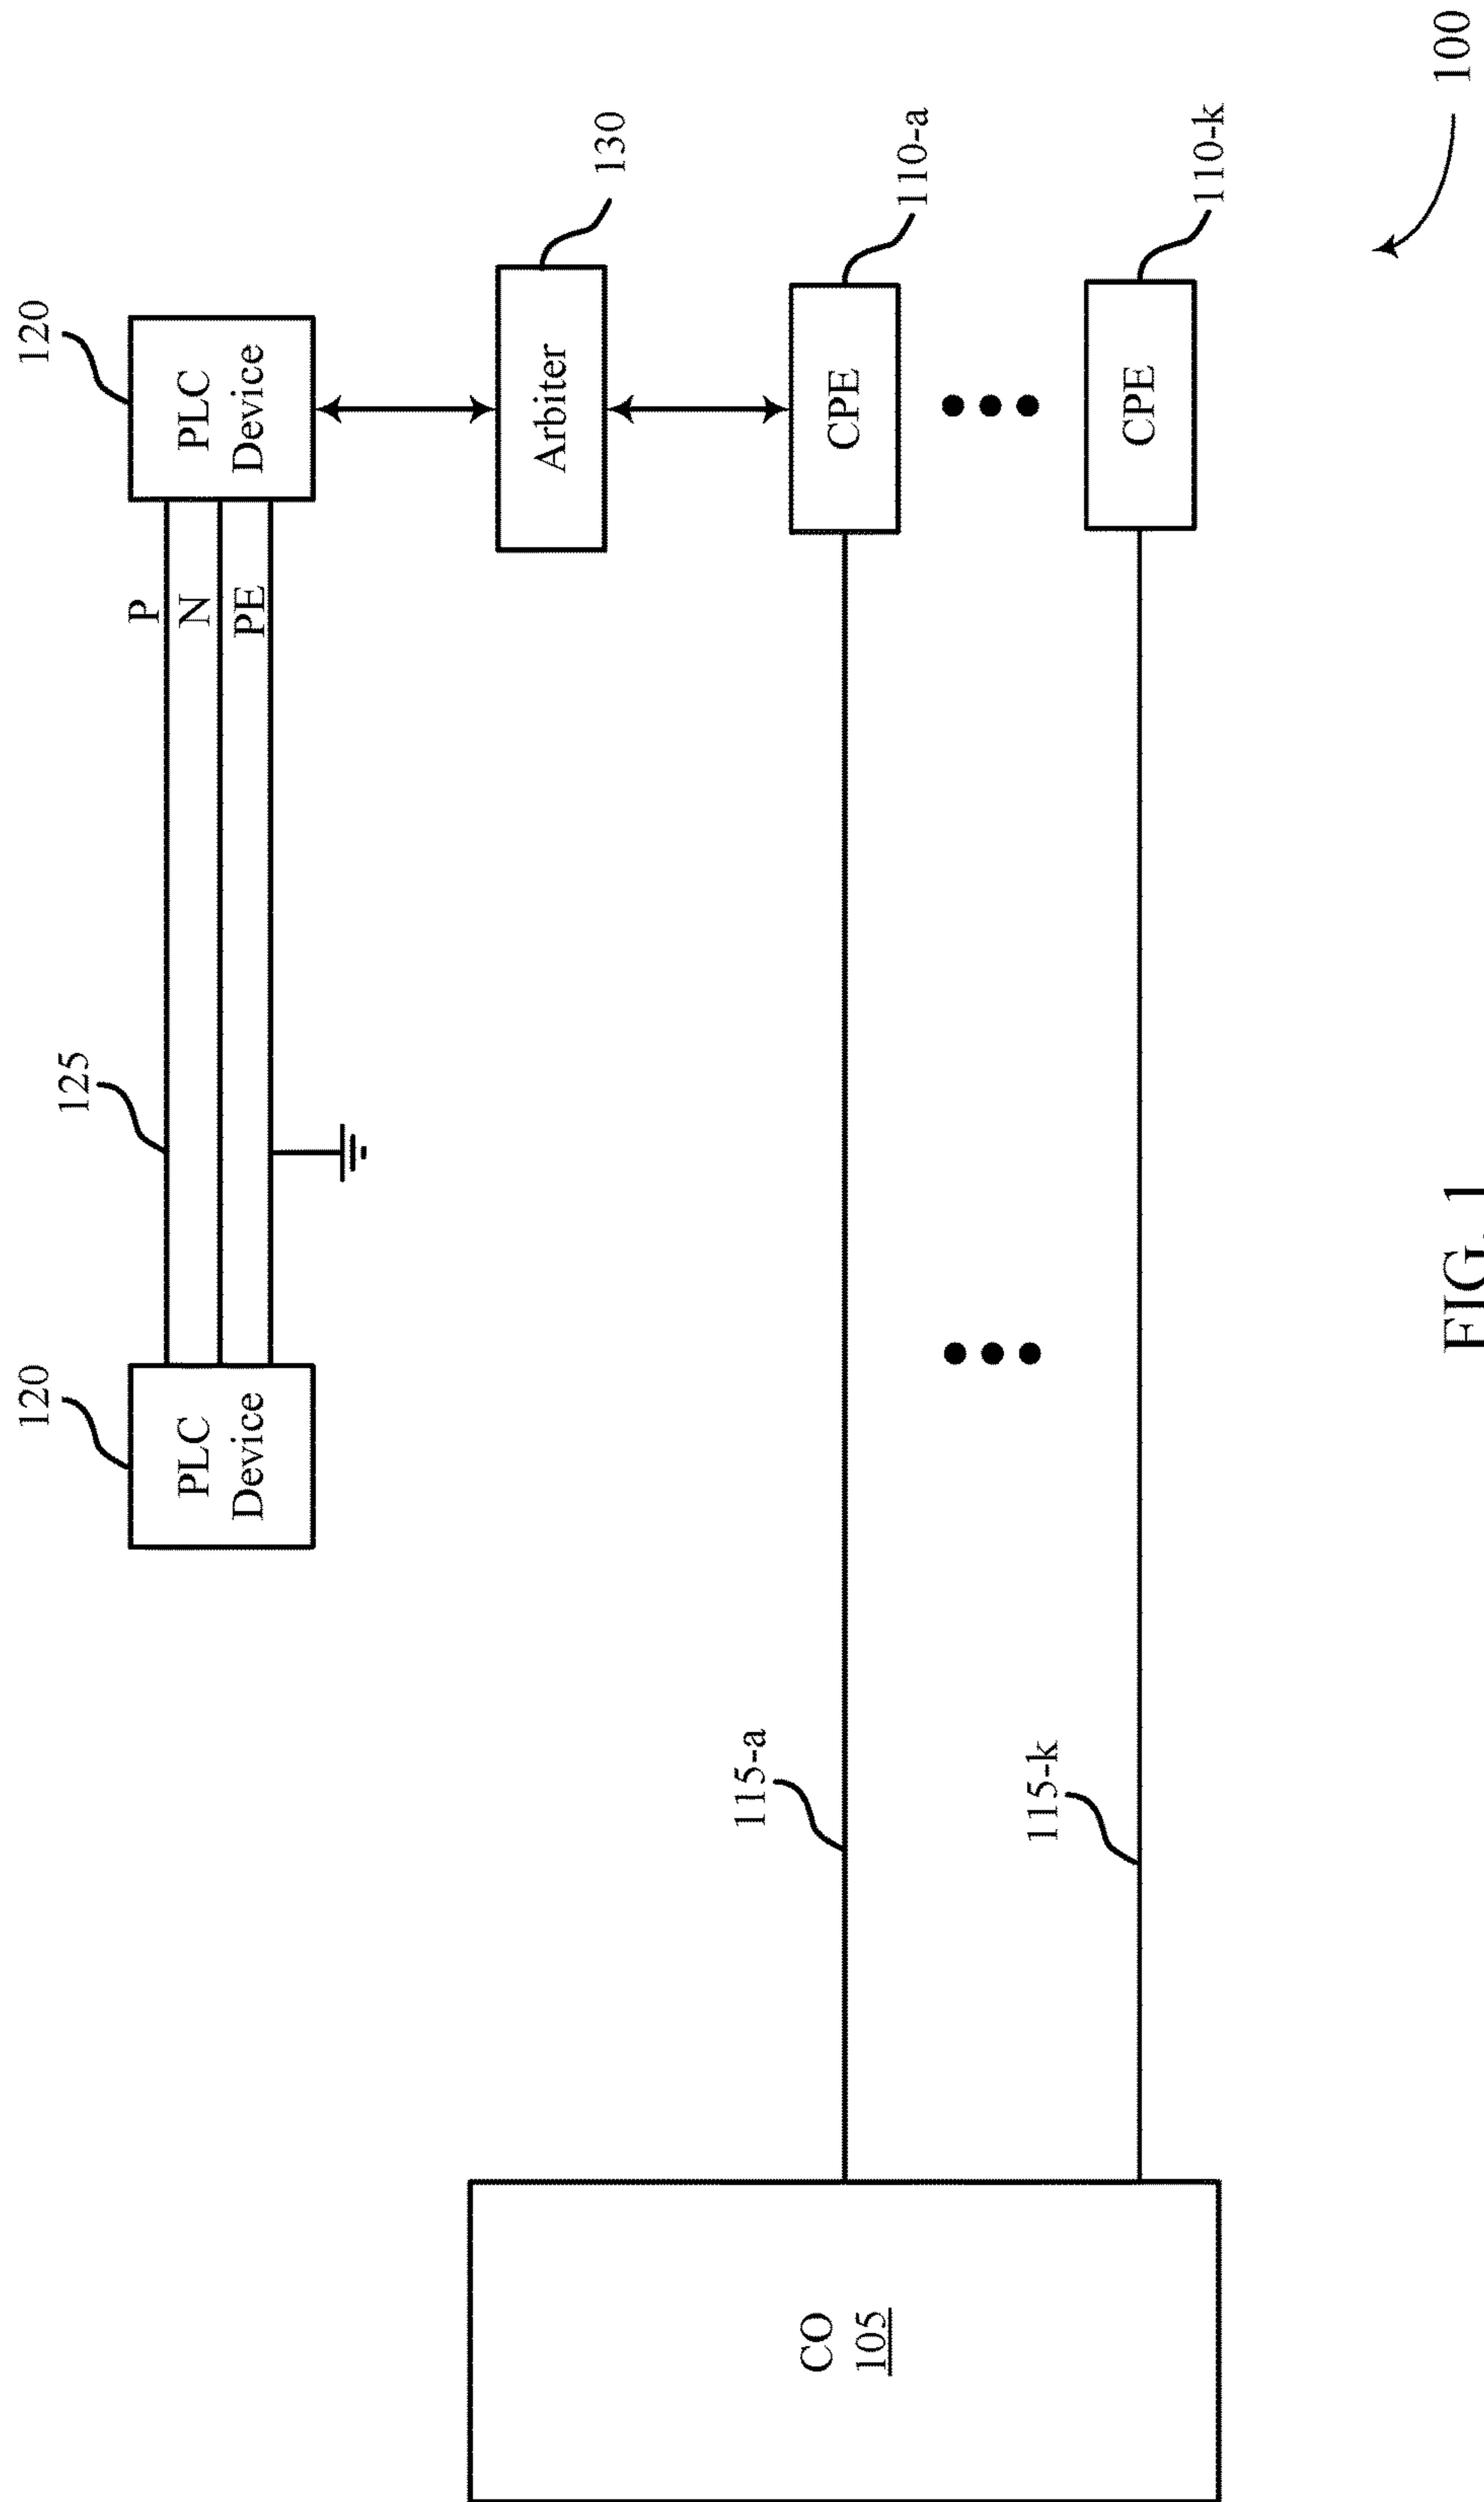 120
125
120
PLC
Device
P
N
PE
PLC
Device
Arbiter
130
115-a
CPE
110-a
115-k
CPE
110-k
CO
105
100
FIG. 1